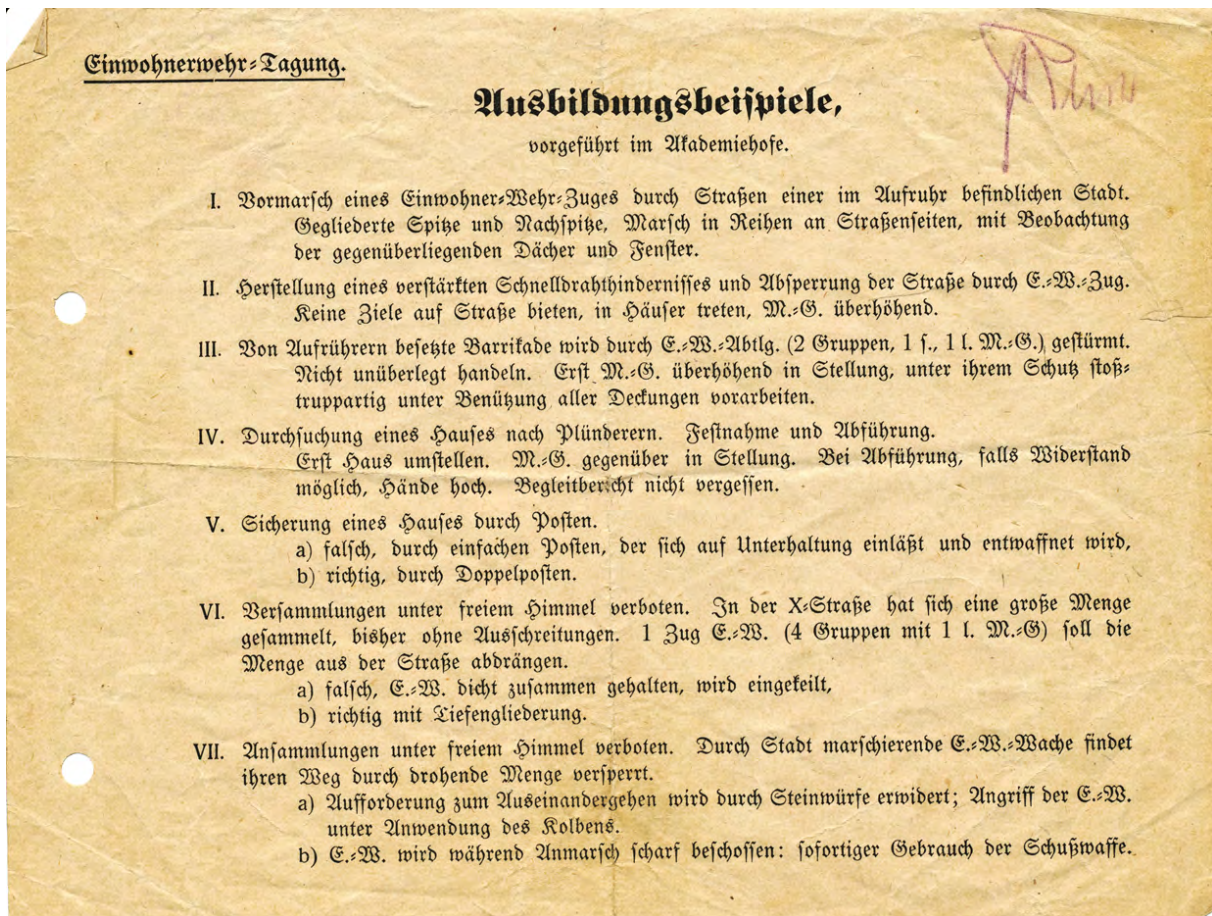 Einwohnerwehr-Tagung.
Ausbildungsbeispiele,
vorgeführt im Akademiehofe.
I. Vormarsch eines Einwohner-Wehr-Zuges durch Straßen einer im Aufruhr befindlichen Stadt.
Gegliederte Spitze und Nachspitze, Marsch in Reihen an Straßenseiten, mit Beobachtung
der gegenüberliegenden Dächer und Fenster.
II. Herstellung eines verstärkten Schnelldrahthindernisses und Absperrung der Straße durch E.-W.-Zug.
Keine Ziele auf Straße bieten, in Häuser treten, M.-G. überhöhend.
III. Von Aufrührern besetzte Barrikade wird durch E.-W.-Abtlg. (2 Gruppen, 1 s., 1 l. M.-G.) gestürmt.
Nicht unüberlegt handeln. Erst M.-G. überhöhend in Stellung, unter ihrem Schutz stoß-
truppartig unter Benützung aller Deckungen vorarbeiten.
IV. Durchsuchung eines Hauses nach Plünderern. Festnahme und Abführung.
Erst Haus umstellen. M.-G. gegenüber in Stellung. Bei Abführung, falls Widerstand
möglich, Hände hoch. Begleitbericht nicht vergessen.
V. Sicherung eines Hauses durch Posten.
a) falsch, durch einfachen Posten, der sich auf Unterhaltung einläßt und entwaffnet wird,
b) richtig, durch Doppelposten.
VI. Versammlungen unter freiem Himmel verboten. In der X-Straße hat sich eine große Menge
gesammelt, bisher ohne Ausschreitungen. 1 Zug E.-W. (4 Gruppen mit 1 l. M.-G) soll die
Menge aus der Straße abdrängen.
a) falsch, E.-W. dicht zusammen gehalten, wird eingekeilt,
b) richtig mit Tiefengliederung.
VII. Ansammlungen unter freiem Himmel verboten. Durch Stadt marschierende E.-W.-Wache findet
ihren Weg durch drohende Menge versperrt.
a) Aufforderung zum Auseinandergehen wird durch Steinwürfe erwidert; Angriff der E.-W.
unter Anwendung des Kolbens.
b) E.-W. wird während Anmarsch scharf beschossen: sofortiger Gebrauch der Schußwaffe.